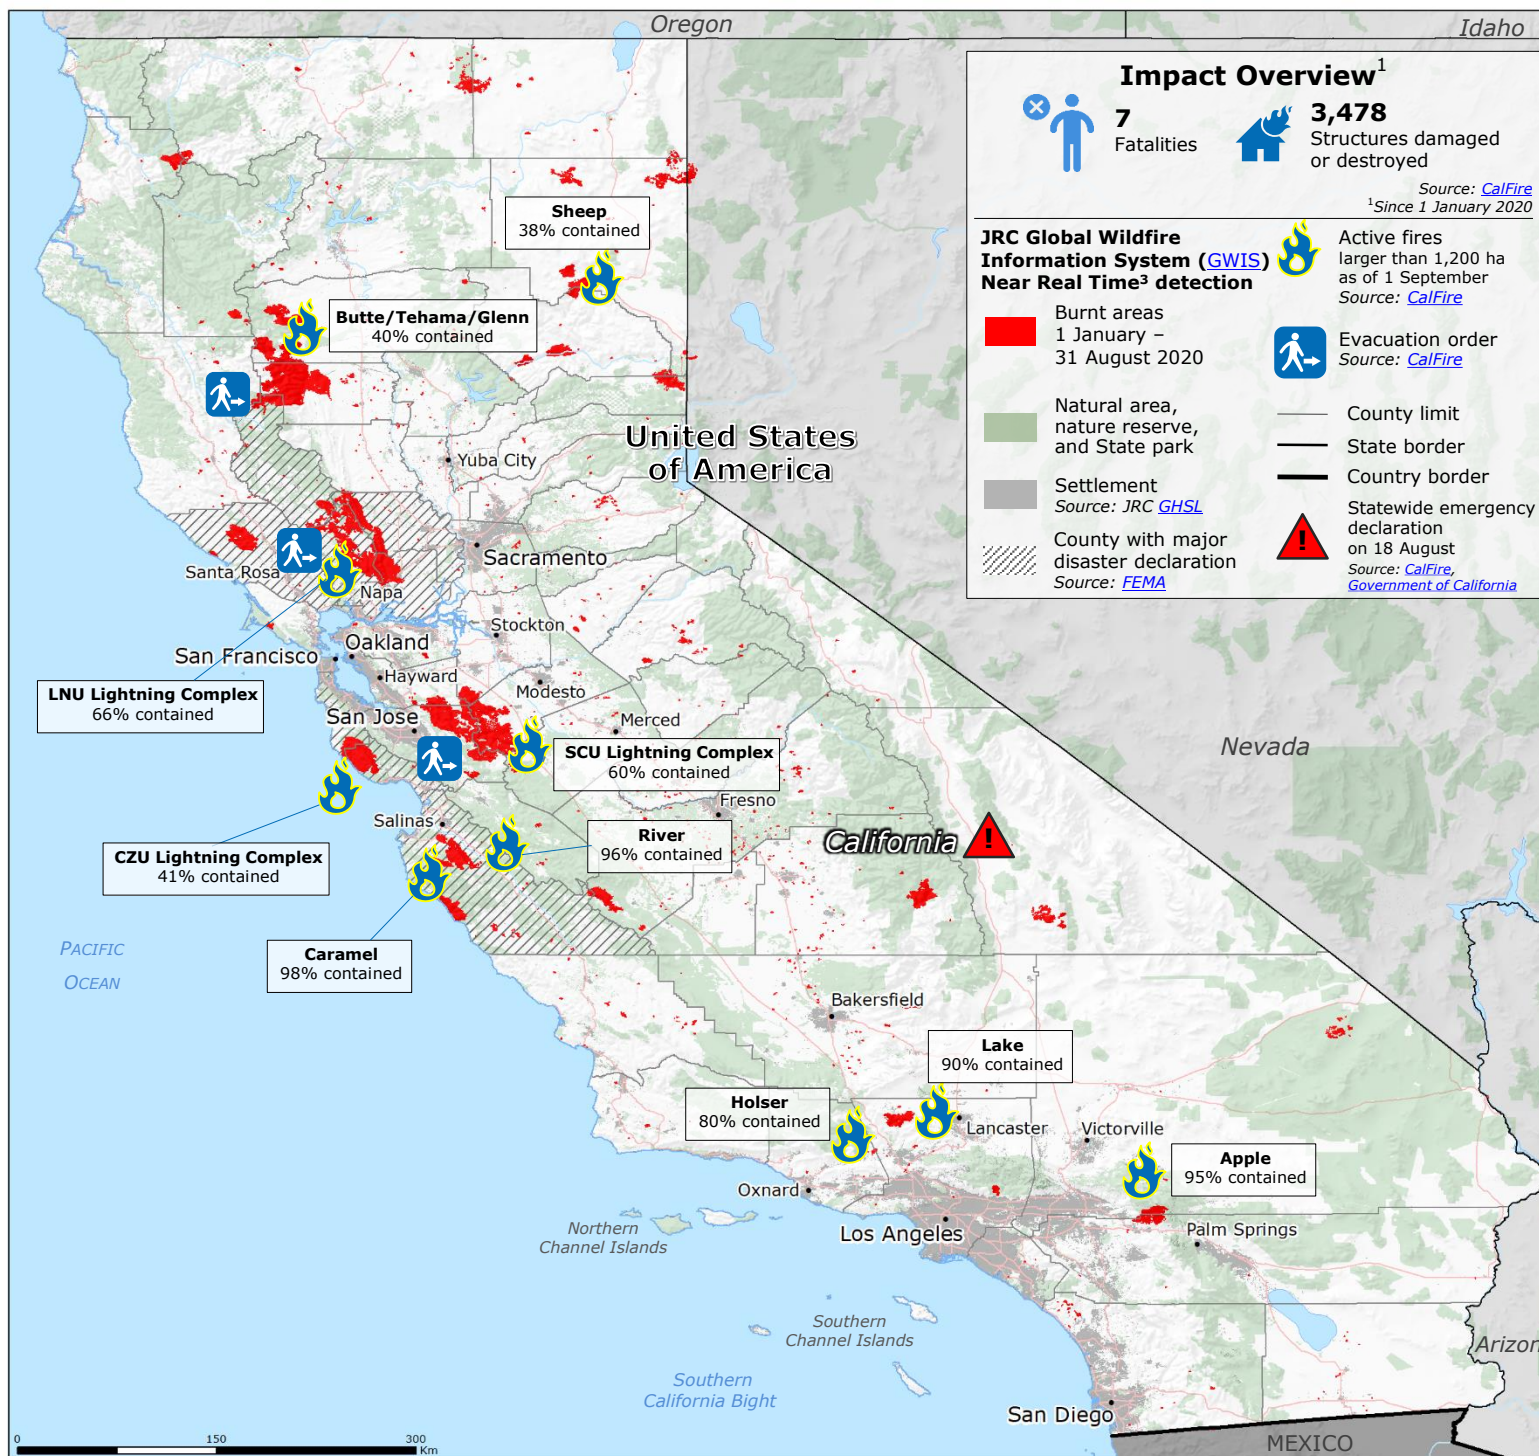 Oregon
Idaho
Impact Overview¹
7
Fatalities
3,478
Structures damaged
or destroyed
Source: CalFire
¹Since 1 January 2020
JRC Global Wildfire
Information System (GWIS)
Near Real Time³ detection
Burnt areas
1 January –
31 August 2020
Natural area,
nature reserve,
and State park
Settlement
Source: JRC GHSL
County with major
disaster declaration
Source: FEMA
Active fires
larger than 1,200 ha
as of 1 September
Source: CalFire
Evacuation order
Source: CalFire
County limit
State border
Country border
Statewide emergency
declaration
on 18 August
Source: CalFire,
Government of California
Sheep
38% contained
Butte/Tehama/Glenn
40% contained
United States
of America
Yuba City
Sacramento
Santa Rosa
Napa
Stockton
Oakland
San Francisco
Hayward
Modesto
LNU Lightning Complex
66% contained
San Jose
Merced
SCU Lightning Complex
60% contained
Nevada
Fresno
Salinas
River
96% contained
California
!
CZU Lightning Complex
41% contained
Caramel
98% contained
PACIFIC
OCEAN
Bakersfield
Lake
90% contained
Holser
80% contained
Lancaster
Victorville
Apple
95% contained
Oxnard
Los Angeles
Palm Springs
Northern
Channel Islands
Southern
Channel Islands
Southern
California Bight
Arizon
San Diego
MEXICO
0 150 300
Km